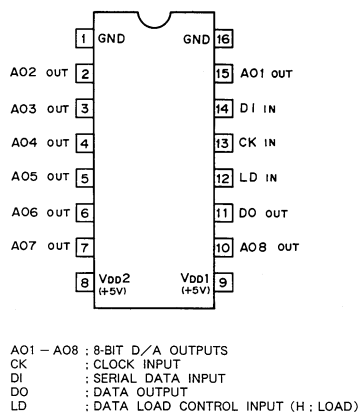 1 GND GND 16
AO2 OUT 2 15 AO1 OUT
AO3 OUT 3 14 DI IN
AO4 OUT 4 13 CK IN
AO5 OUT 5 12 LD IN
AO6 OUT 6 11 DO OUT
AO7 OUT 7 10 AO8 OUT
8 VDD2 VDD1 9
(+5V) (+5V)
AO1 – AO8 ; 8-BIT D/A OUTPUTS
CK ; CLOCK INPUT
DI ; SERIAL DATA INPUT
DO ; DATA OUTPUT
LD ; DATA LOAD CONTROL INPUT (H ; LOAD)